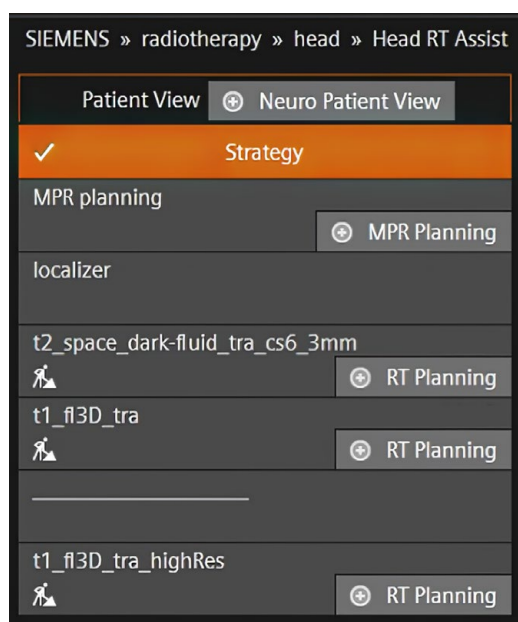 SIEMENS » radiotherapy » head » Head RT Assist
Patient View Neuro Patient View
Strategy
MPR planning
MPR Planning
localizer
t2_space_dark-fluid_tra_cs6_3mm
RT Planning
t1_fl3D_tra
RT Planning
t1_fl3D_tra_highRes
RT Planning